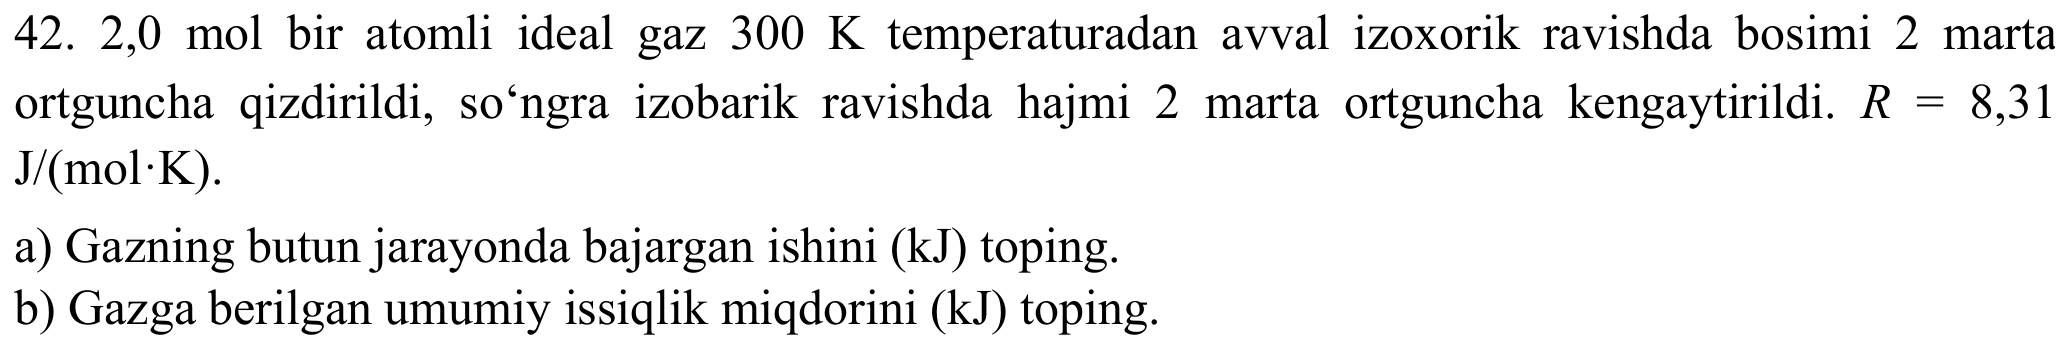 42. 2,0 mol bir atomli ideal gaz 300 K temperaturadan avval izoxorik ravishda bosimi 2 marta
ortguncha qizdirildi, so‘ngra izobarik ravishda hajmi 2 marta ortguncha kengaytirildi. R = 8,31
J/(mol·K).
a) Gazning butun jarayonda bajargan ishini (kJ) toping.
b) Gazga berilgan umumiy issiqlik miqdorini (kJ) toping.